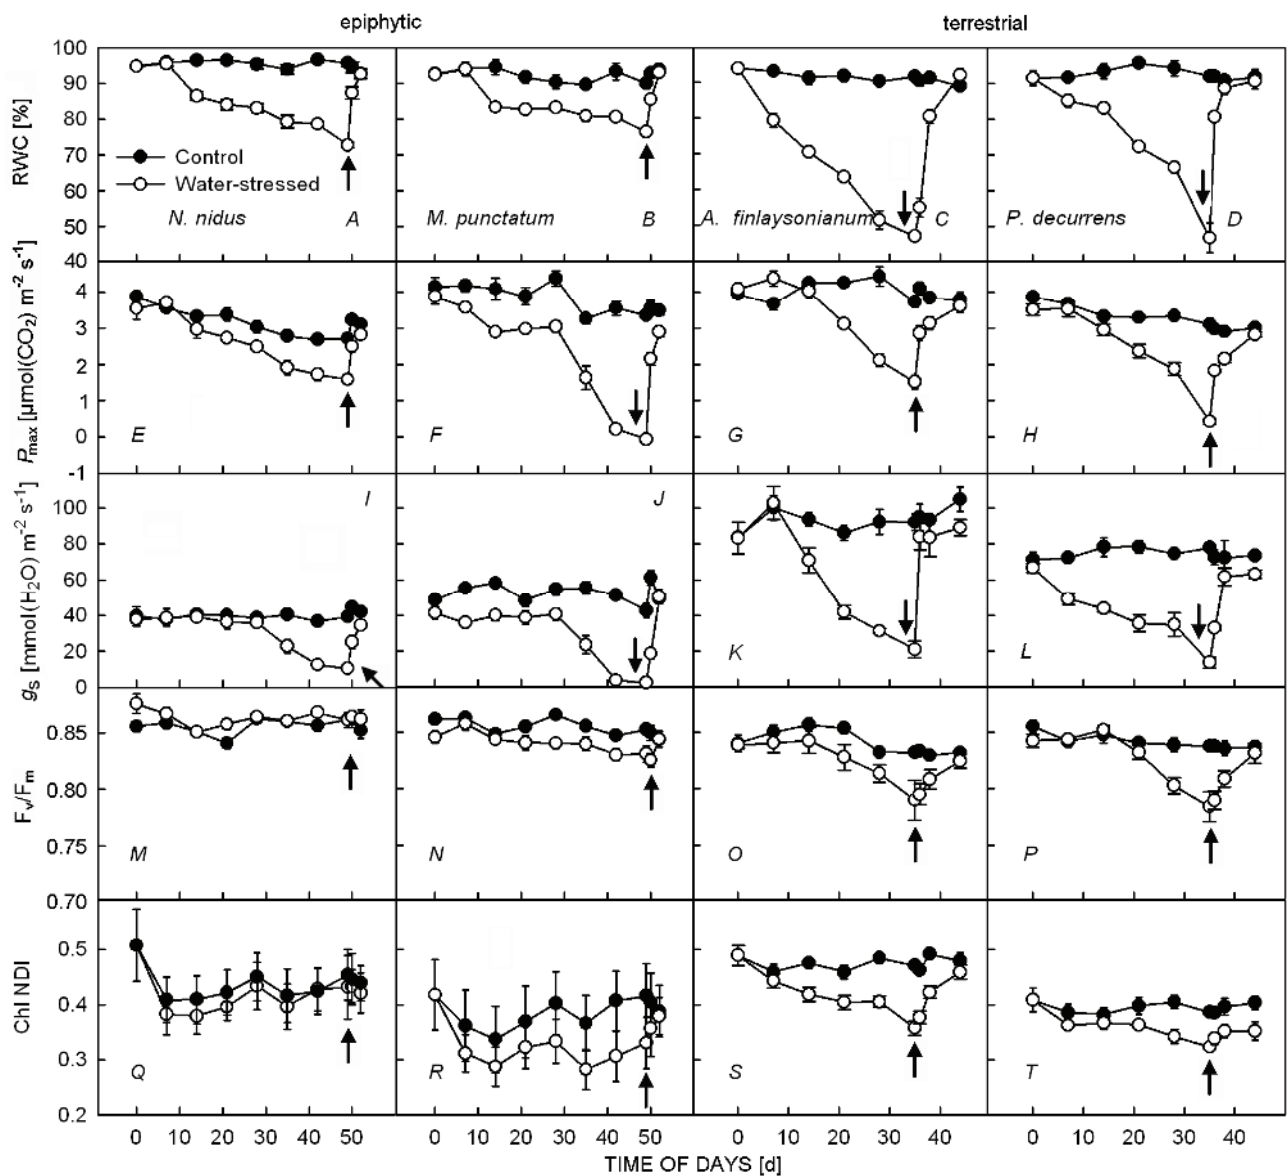 epiphytic terrestrial
RWC [%]
100
90
80
70
60
50
40
Control
Water-stressed
N. nidus A
M. punctatum B
A. finlaysonianum C
P. decurrens D
Pmax [µmol(CO2) m-2 s-1]
4
3
2
1
0
-1
E F G H
gs [mmol(H2O) m-2 s-1]
100
80
60
40
20
0
I J K L
Fv/Fm
0.85
0.80
0.75
0.70
M N O P
Chl NDI
0.5
0.4
0.3
0.2
Q R S T
0 10 20 30 40 50 0 10 20 30 40 50 0 10 20 30 40 0 10 20 30 40
TIME OF DAYS [d]